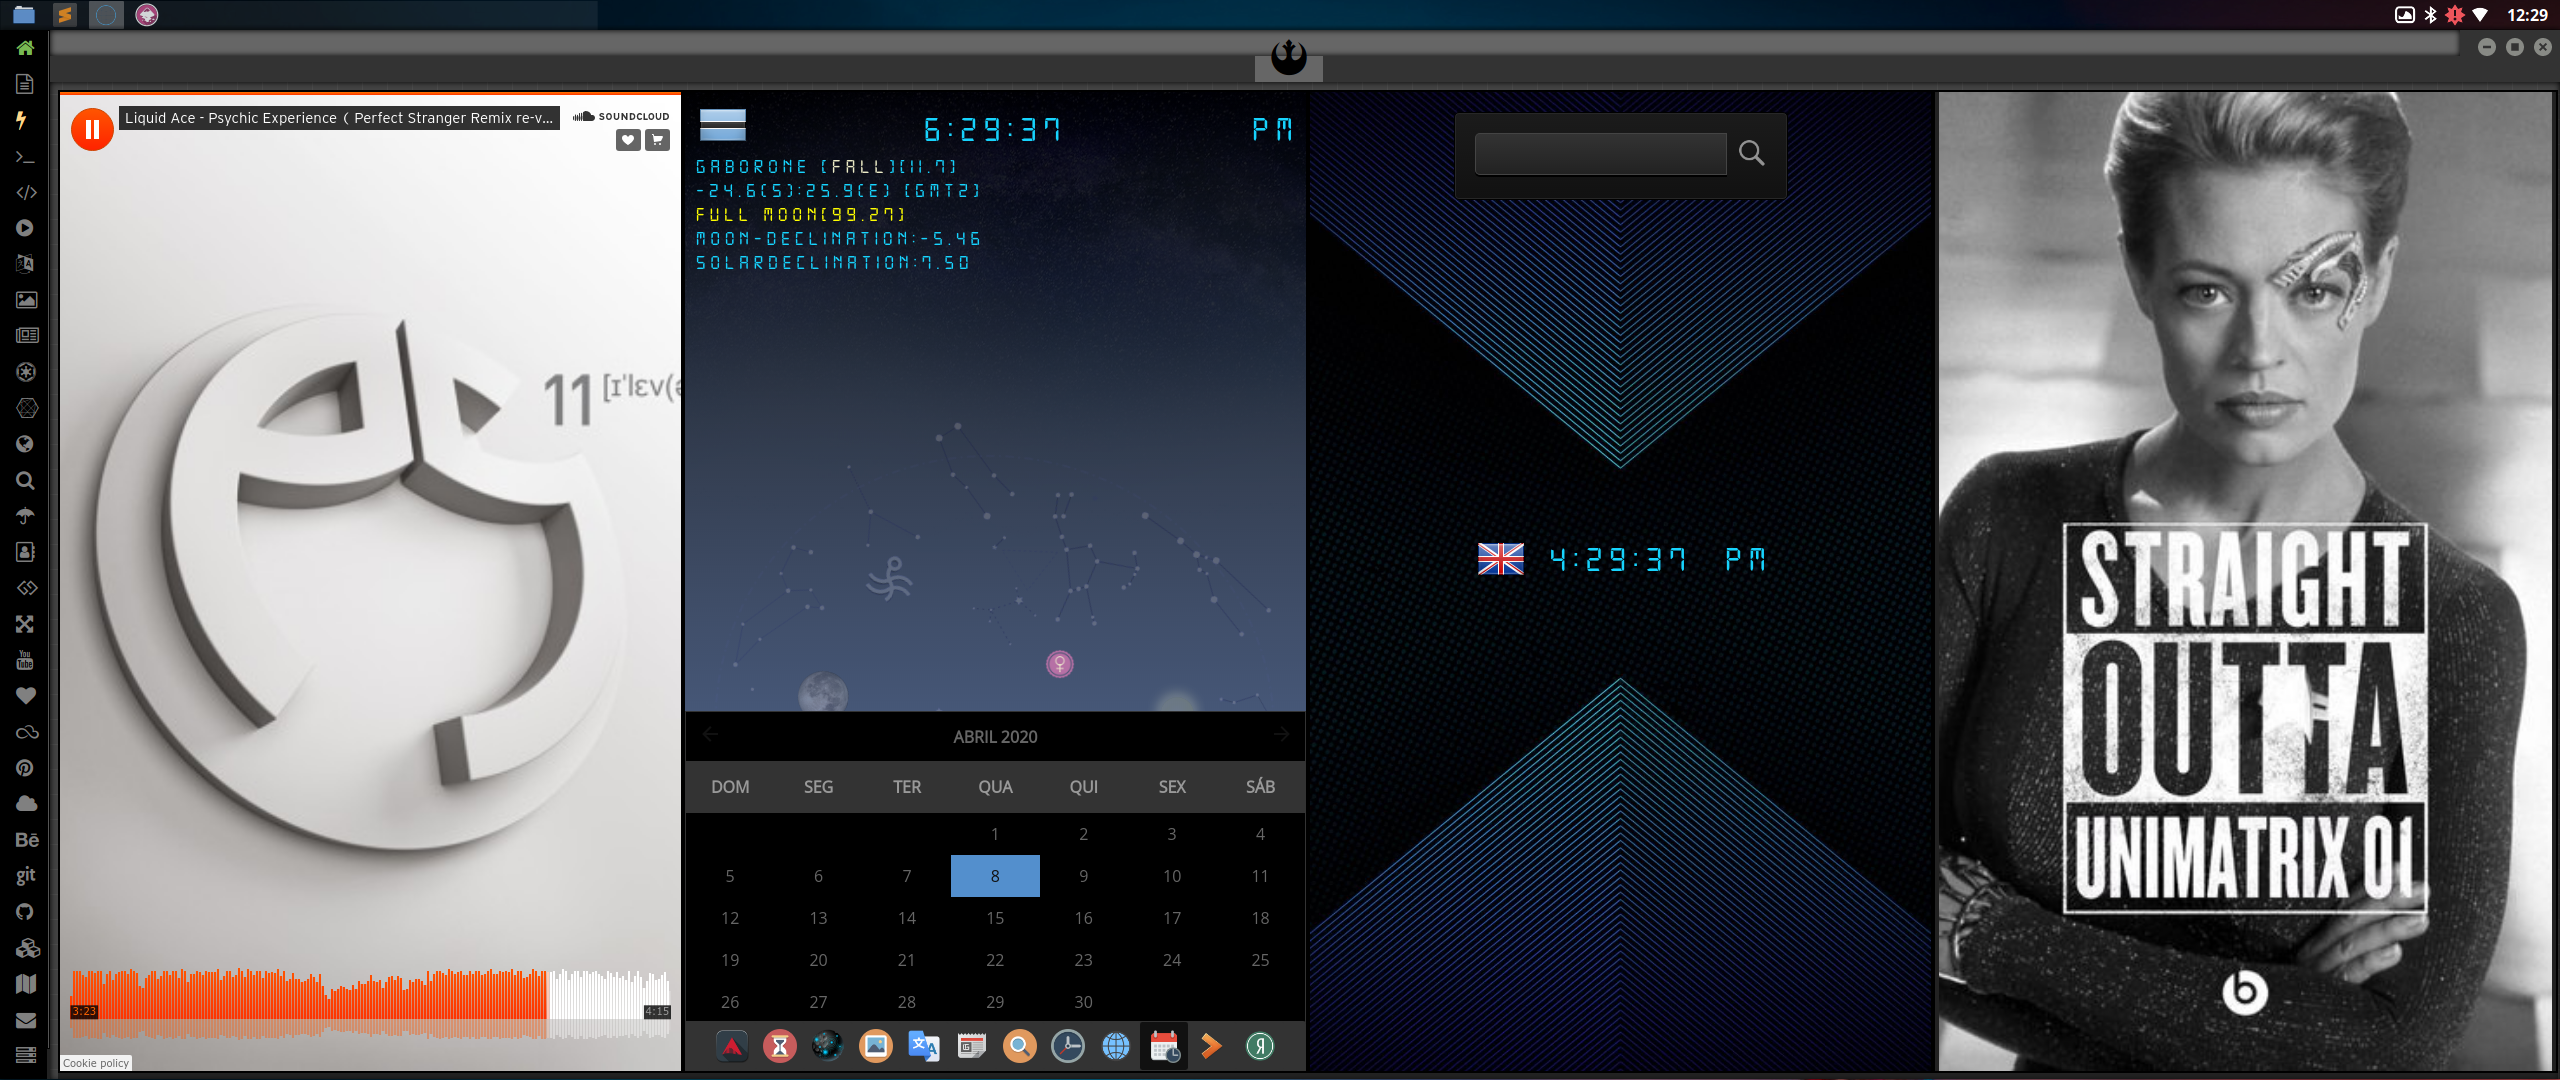 12:29
Liquid Ace - Psychic Experience ( Perfect Stranger Remix re-v...
SOUNDCLOUD
11 [ɪˈlɛv(ə
3:23
4:15
Cookie policy
You
Tube
Bē
git
6:29:37 PM
GABORONE [FALL][11.7]
-24.6(S):25.9(E) [GMT2]
FULL MOON[99.27]
MOON-DECLINATION:-5.46
SOLARDECLINATION:7.50
ABRIL 2020
DOM SEG TER QUA QUI SEX SÁB
1 2 3 4
5 6 7 8 9 10 11
12 13 14 15 16 17 18
19 20 21 22 23 24 25
26 27 28 29 30
4:29:37 PM
STRAIGHT
OUTTA
UNIMATRIX 01
b